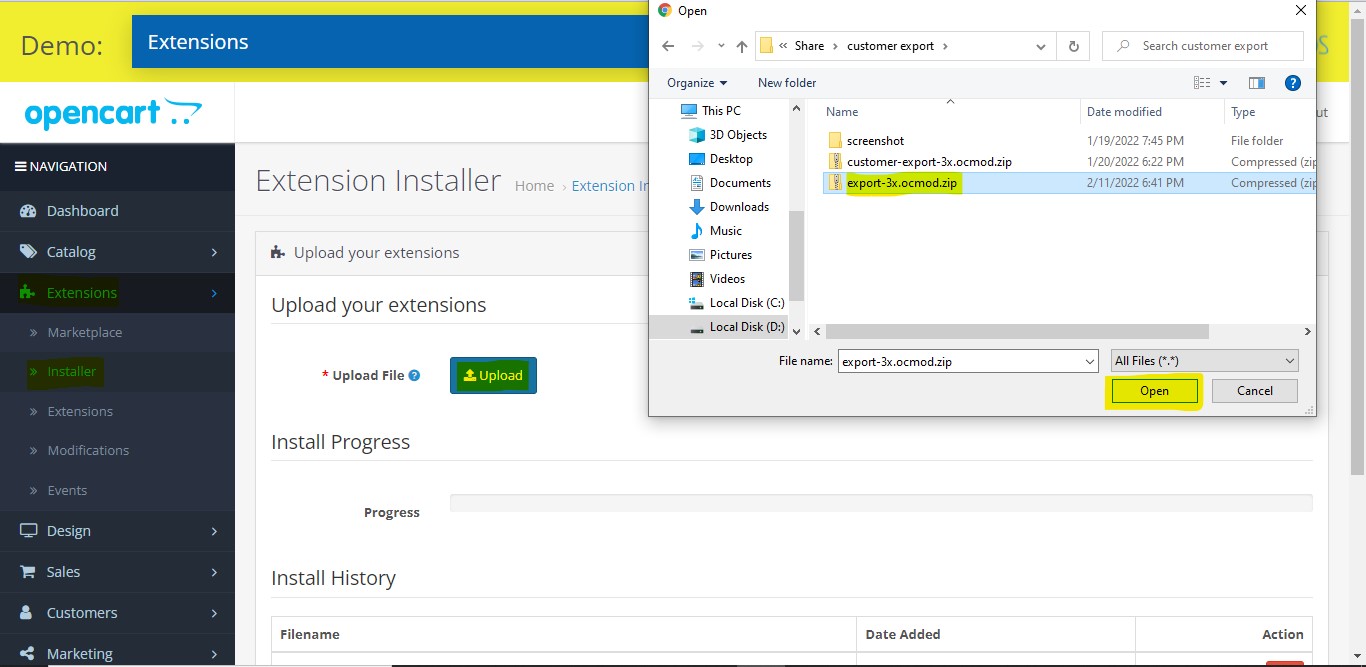 Demo:
Extensions
opencart
NAVIGATION
Dashboard
Catalog
Extensions
Marketplace
Installer
Extensions
Modifications
Events
Design
Sales
Customers
Marketing
Extension Installer
Home › Extension
Upload your extensions
Upload your extensions
* Upload File
Upload
Install Progress
Progress
Install History
Filename Date Added Action
Open
« Share › customer export ›
Search customer export
Organize New folder
This PC
3D Objects
Desktop
Documents
Downloads
Music
Pictures
Videos
Local Disk (C:)
Local Disk (D:)
Name Date modified Type
screenshot 1/19/2022 7:45 PM File folder
customer-export-3x.ocmod.zip 1/20/2022 6:22 PM Compressed (zip
export-3x.ocmod.zip 2/11/2022 6:41 PM Compressed (zip
File name: export-3x.ocmod.zip All Files (*.*)
Open Cancel